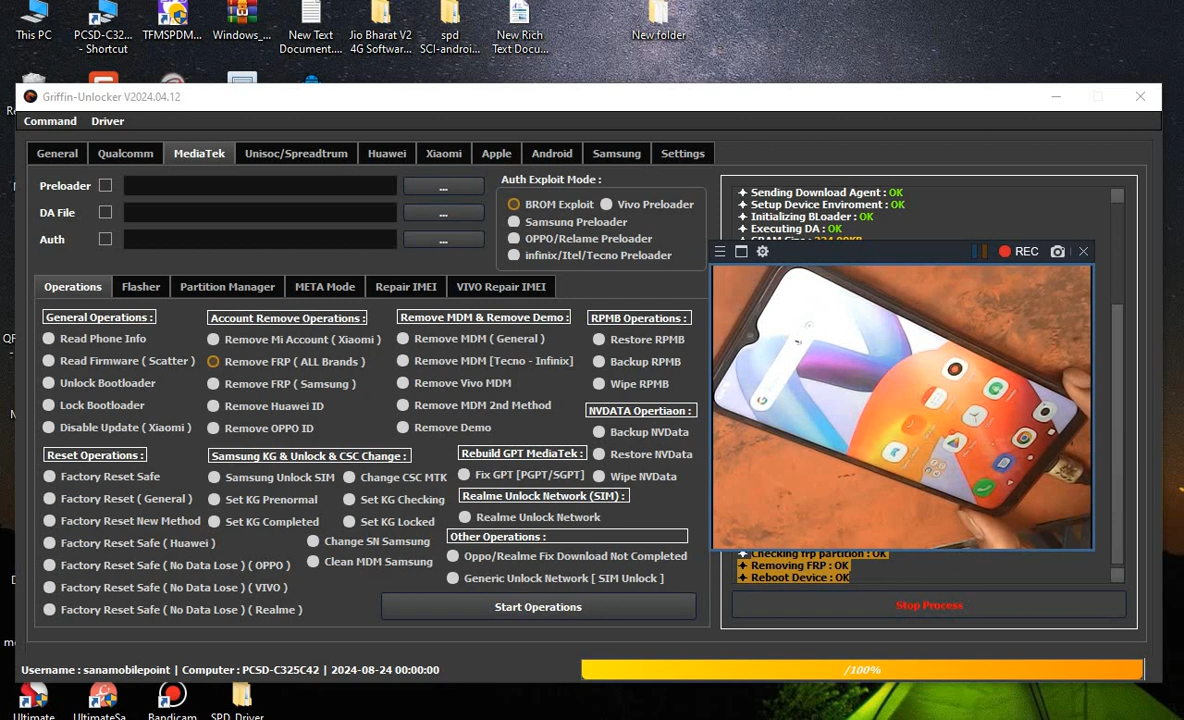 This PC
PCSD-C32...
- Shortcut
TFMSPDM...
Windows_...
New Text
Document....
Jio Bharat V2
4G Softwar...
spd
SCI-androi...
New Rich
Text Docu...
New folder
Griffin-Unlocker V2024.04.12
Command Driver
General Qualcomm MediaTek Unisoc/Spreadtrum Huawei Xiaomi Apple Android Samsung Settings
Preloader ...
DA File ...
Auth ...
Auth Exploit Mode :
BROM Exploit Vivo Preloader
Samsung Preloader
OPPO/Relame Preloader
infinix/Itel/Tecno Preloader
Sending Download Agent : OK
Setup Device Enviroment : OK
Initializing BLoader : OK
Executing DA : OK
REC
Operations Flasher Partition Manager META Mode Repair IMEI VIVO Repair IMEI
General Operations :
Read Phone Info
Read Firmware ( Scatter )
Unlock Bootloader
Lock Bootloader
Disable Update ( Xiaomi )
Account Remove Operations :
Remove Mi Account ( Xiaomi )
Remove FRP ( ALL Brands )
Remove FRP ( Samsung )
Remove Huawei ID
Remove OPPO ID
Remove MDM & Remove Demo :
Remove MDM ( General )
Remove MDM [Tecno - Infinix]
Remove Vivo MDM
Remove MDM 2nd Method
Remove Demo
RPMB Operations :
Restore RPMB
Backup RPMB
Wipe RPMB
NVDATA Opertiaon :
Backup NVData
Restore NVData
Wipe NVData
Reset Operations :
Factory Reset Safe
Factory Reset ( General )
Factory Reset New Method
Factory Reset Safe ( Huawei )
Factory Reset Safe ( No Data Lose ) ( OPPO )
Factory Reset Safe ( No Data Lose ) ( VIVO )
Factory Reset Safe ( No Data Lose ) ( Realme )
Samsung KG & Unlock & CSC Change :
Samsung Unlock SIM Change CSC MTK
Set KG Prenormal Set KG Checking
Set KG Completed Set KG Locked
Change SN Samsung
Clean MDM Samsung
Rebuild GPT MediaTek :
Fix GPT [PGPT/SGPT]
Realme Unlock Network (SIM) :
Realme Unlock Network
Other Operations :
Oppo/Realme Fix Download Not Completed
Generic Unlock Network [ SIM Unlock ]
Start Operations
Checking frp partition : OK
Removing FRP : OK
Reboot Device : OK
Stop Process
Username : sanamobilepoint | Computer : PCSD-C325C42 | 2024-08-24 00:00:00
/100%
Ultimate
UltimateSa...
Bandicam
SPD_Driver